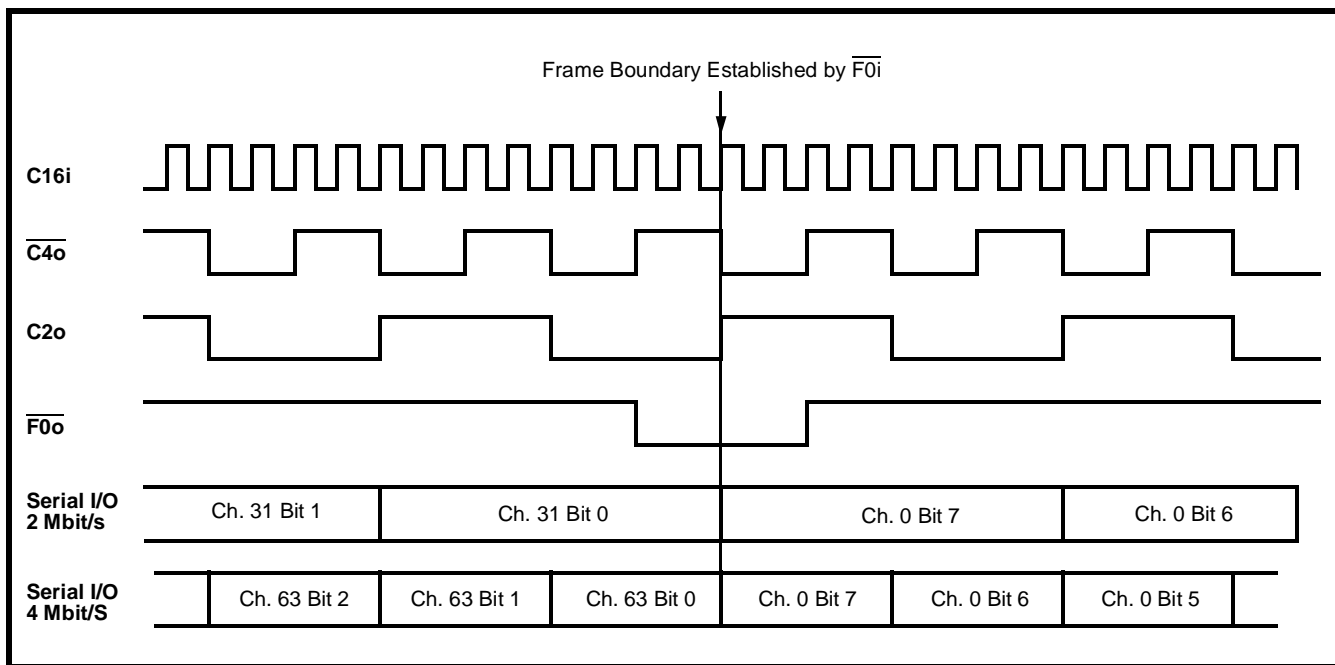 Frame Boundary Established by F0i
C16i
C4o
C2o
F0o
Serial I/O
2 Mbit/s
Ch. 31 Bit 1
Ch. 31 Bit 0
Ch. 0 Bit 7
Ch. 0 Bit 6
Serial I/O
4 Mbit/S
Ch. 63 Bit 2
Ch. 63 Bit 1
Ch. 63 Bit 0
Ch. 0 Bit 7
Ch. 0 Bit 6
Ch. 0 Bit 5